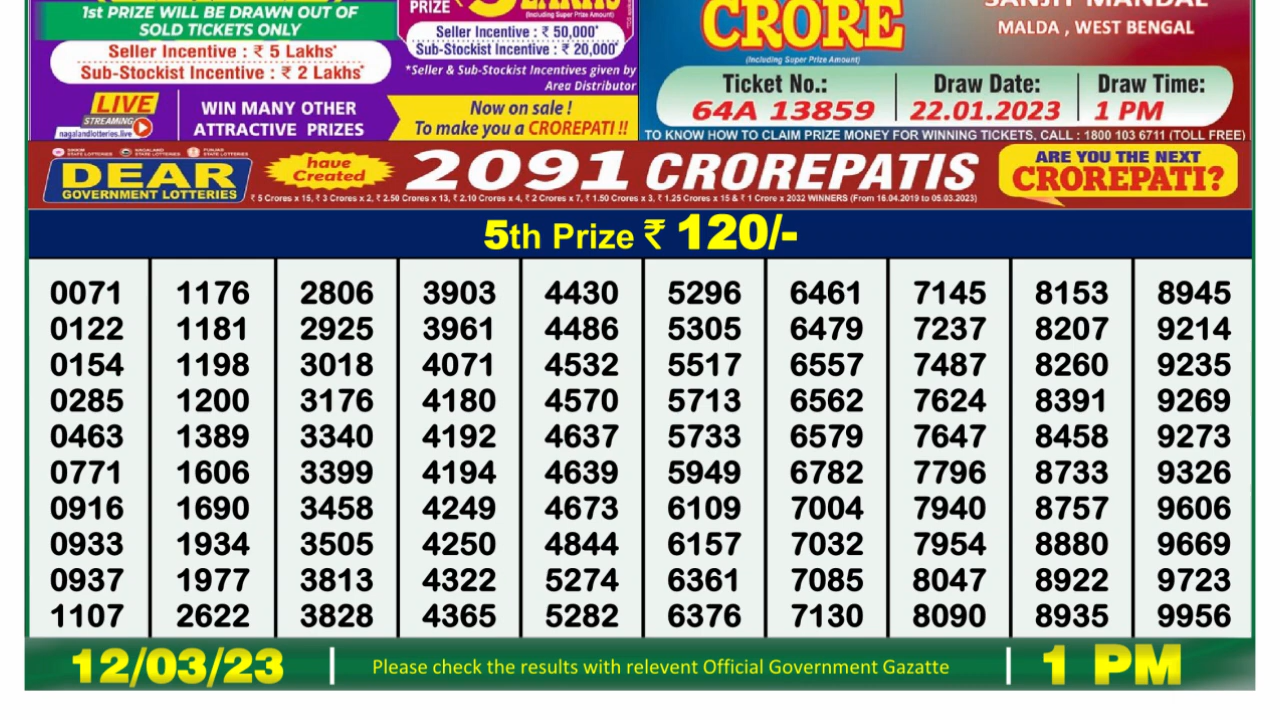 1st PRIZE WILL BE DRAWN OUT OF
SOLD TICKETS ONLY
Seller Incentive : ₹ 5 Lakhs*
Sub-Stockist Incentive : ₹ 2 Lakhs*
LIVE
STREAMING
nagalandlotteries.live
WIN MANY OTHER
ATTRACTIVE PRIZES
PRIZE
(Including Super Prize Amount)
Seller Incentive : ₹ 50,000*
Sub-Stockist Incentive : ₹ 20,000*
*Seller & Sub-Stockist Incentives given by
Area Distributor
Now on sale !
To make you a CROREPATI !!
CRORE
(Including Super Prize Amount)
SANJIT MANDAL
MALDA , WEST BENGAL
Ticket No.:
64A 13859
Draw Date:
22.01.2023
Draw Time:
1 PM
TO KNOW HOW TO CLAIM PRIZE MONEY FOR WINNING TICKETS. CALL : 1800 103 6711 (TOLL FREE)
DEAR
GOVERNMENT LOTTERIES
have
Created
2091 CROREPATIS
₹ 5 Crores x 15, ₹ 3 Crores x 2, ₹ 2.50 Crores x 13, ₹ 2.10 Crores x 4, ₹ 2 Crores x 7, ₹ 1.50 Crores x 3, ₹ 1.25 Crores x 15 & ₹ 1 Crore x 2032 WINNERS (From 16.04.2019 to 05.03.2023)
ARE YOU THE NEXT
CROREPATI?
5th Prize ₹ 120/-
0071 1176 2806 3903 4430 5296 6461 7145 8153 8945
0122 1181 2925 3961 4486 5305 6479 7237 8207 9214
0154 1198 3018 4071 4532 5517 6557 7487 8260 9235
0285 1200 3176 4180 4570 5713 6562 7624 8391 9269
0463 1389 3340 4192 4637 5733 6579 7647 8458 9273
0771 1606 3399 4194 4639 5949 6782 7796 8733 9326
0916 1690 3458 4249 4673 6109 7004 7940 8757 9606
0933 1934 3505 4250 4844 6157 7032 7954 8880 9669
0937 1977 3813 4322 5274 6361 7085 8047 8922 9723
1107 2622 3828 4365 5282 6376 7130 8090 8935 9956
12/03/23
Please check the results with relevent Official Government Gazatte
1 PM